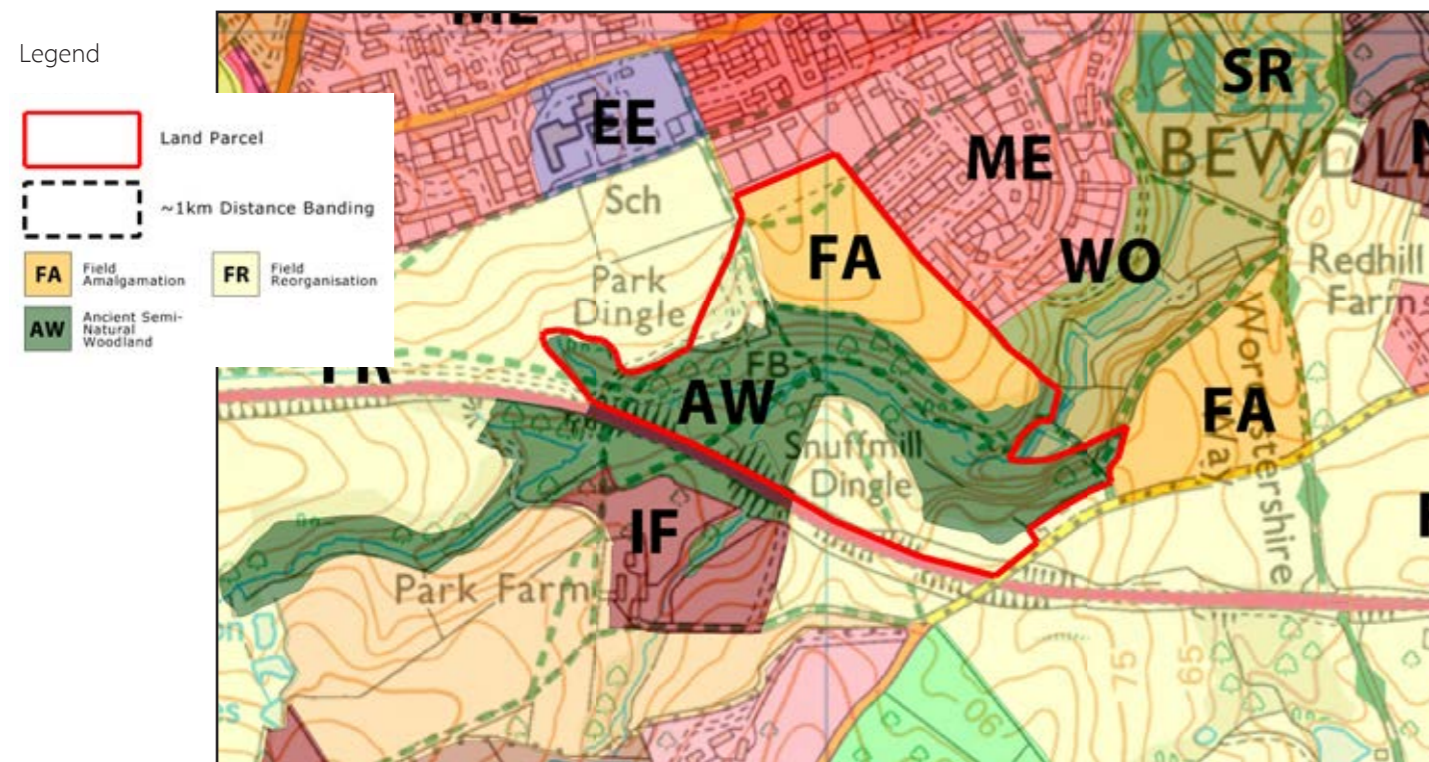 Legend
Land Parcel
~1km Distance Banding
FA
Field
Amalgamation
FR
Field
Reorganisation
AW
Ancient Semi-
Natural
Woodland
EE
Sch
SR
BEWDLE
ME
FA
WO
Park
Dingle
Redhill
Farm
FB
AW
Worcestershire
Way
FA
Snuffmill
Dingle
IF
Park Farm
75
65
90